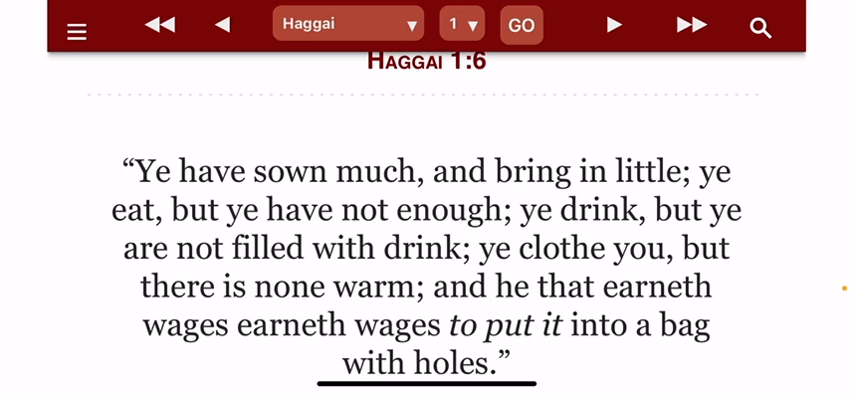 Haggai 1 GO
HAGGAI 1:6
“Ye have sown much, and bring in little; ye
eat, but ye have not enough; ye drink, but ye
are not filled with drink; ye clothe you, but
there is none warm; and he that earneth
wages earneth wages to put it into a bag
with holes.”